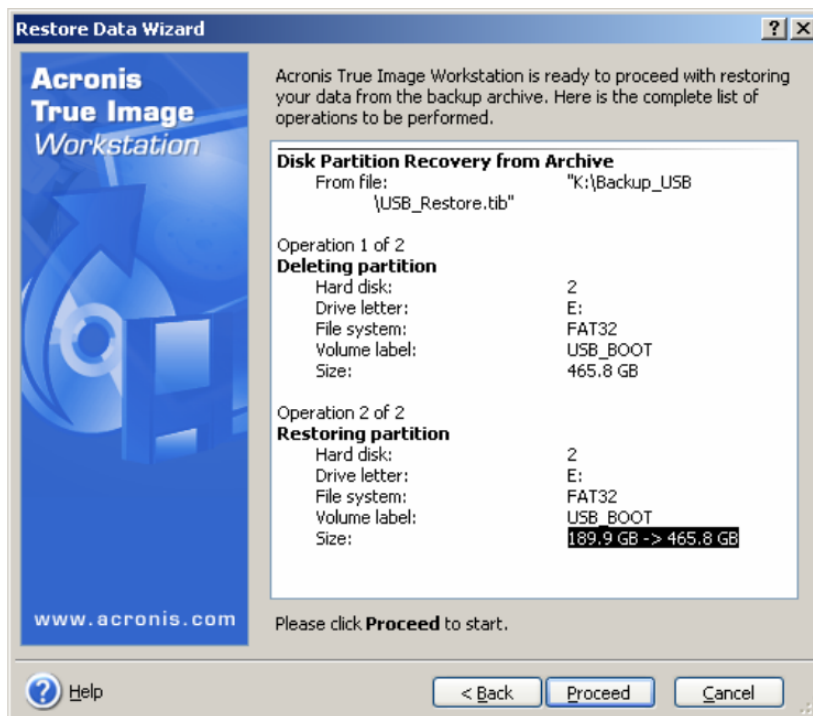 Restore Data Wizard
Acronis
True Image
Workstation
Acronis True Image Workstation is ready to proceed with restoring
your data from the backup archive. Here is the complete list of
operations to be performed.
Disk Partition Recovery from Archive
From file: "K:\Backup_USB
\USB_Restore.tib"
Operation 1 of 2
Deleting partition
Hard disk: 2
Drive letter: E:
File system: FAT32
Volume label: USB_BOOT
Size: 465.8 GB
Operation 2 of 2
Restoring partition
Hard disk: 2
Drive letter: E:
File system: FAT32
Volume label: USB_BOOT
Size: 189.9 GB -> 465.8 GB
www.acronis.com
Please click Proceed to start.
Help
< Back
Proceed
Cancel